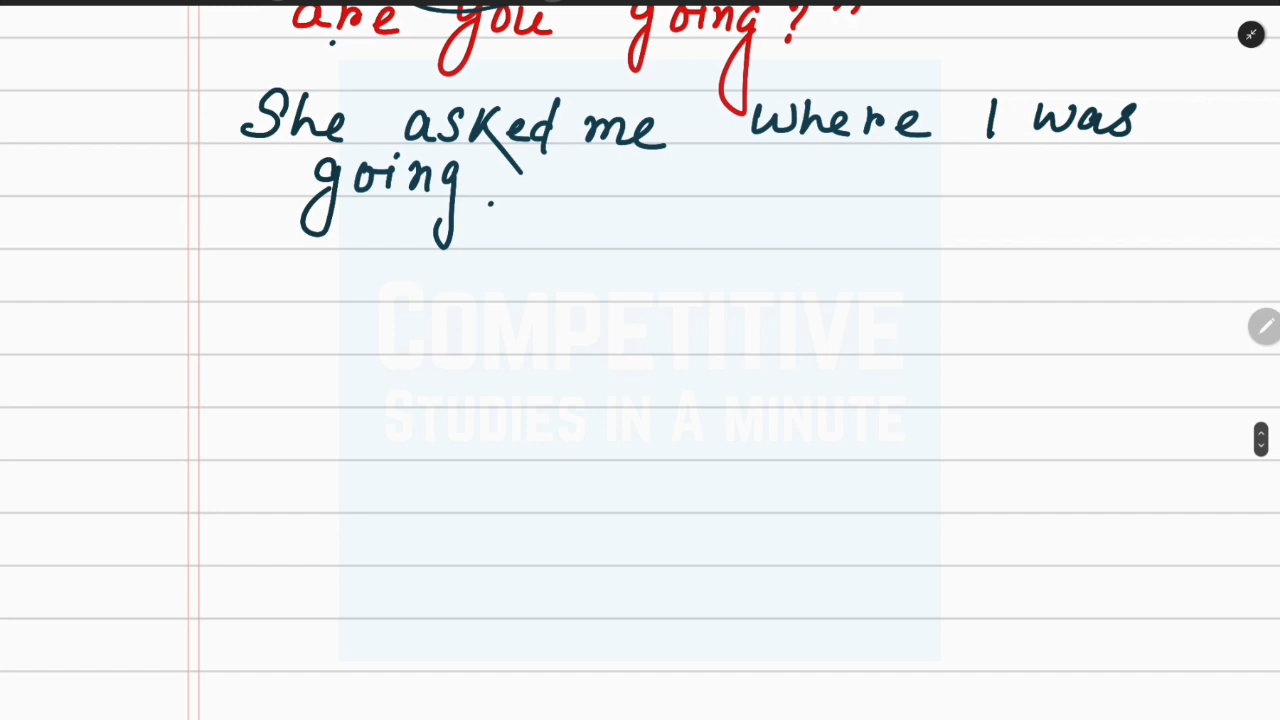 are you going?"
She asked me where I was
going.
COMPETITIVE
STUDIES IN A MINUTE